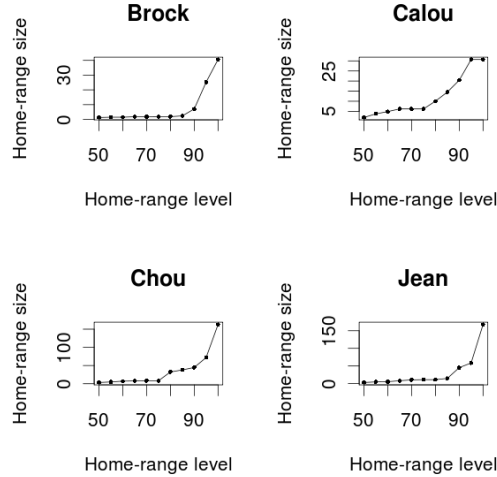 Brock
Home-range size
0 30
50 70 90
Home-range level
Calou
Home-range size
5 25
50 70 90
Home-range level
Chou
Home-range size
0 100
50 70 90
Home-range level
Jean
Home-range size
0 150
50 70 90
Home-range level